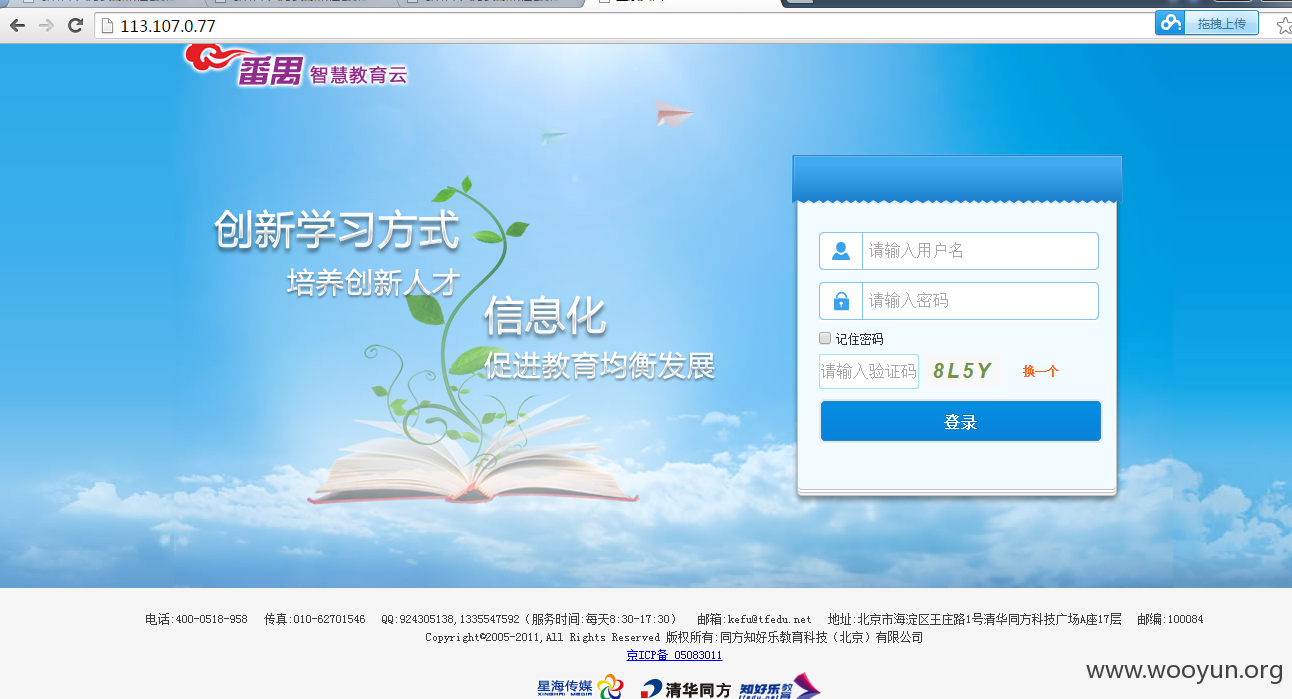 113.107.0.77
拖拽上传
番禺 智慧教育云
创新学习方式
培养创新人才
信息化
促进教育均衡发展
请输入用户名
请输入密码
记住密码
请输入验证码 8L5Y 换一个
登录
电话:400-0518-958 传真:010-62701546 QQ:924305138,1335547592（服务时间:每天8:30-17:30） 邮箱:kefu@tfedu.net 地址:北京市海淀区王庄路1号清华同方科技广场A座17层 邮编:100084
Copyright©2005-2011,All Rights Reserved 版权所有:同方知好乐教育科技（北京）有限公司
京ICP备 05083011
星海传媒 XINGHAI MEDIA 清华同方 知好乐教育
www.wooyun.org